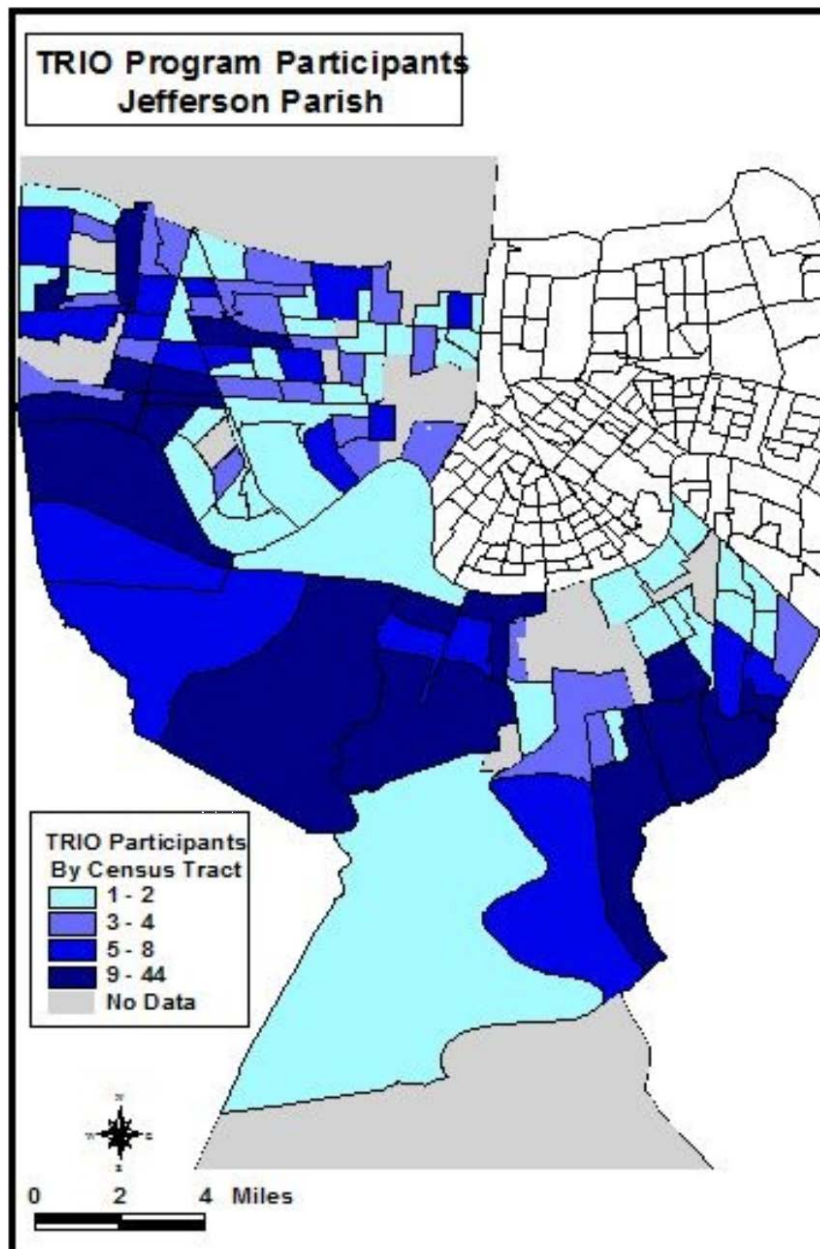 TRIO Program Participants
Jefferson Parish
TRIO Participants
By Census Tract
1 - 2
3 - 4
5 - 8
9 - 44
No Data
0 2 4 Miles